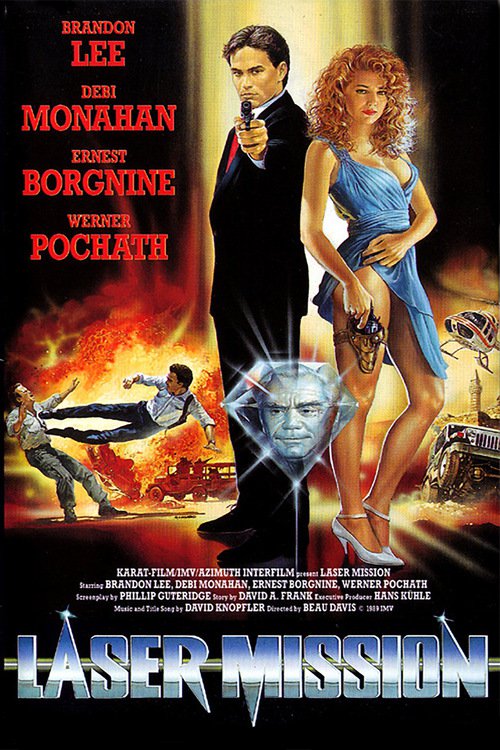 BRANDON
LEE
DEBI
MONAHAN
ERNEST
BORGNINE
WERNER
POCHATH
KARAT-FILM/IMV/AZIMUTH INTERFILM present LASER MISSION
Starring BRANDON LEE, DEBI MONAHAN, ERNEST BORGNINE, WERNER POCHATH
Screenplay by PHILLIP GUTERIDGE Story by DAVID A. FRANK Executive Producer HANS KÜHLE
Music and Title Song by DAVID KNOPFLER Directed by BEAU DAVIS © 1989 IMV
LASER MISSION